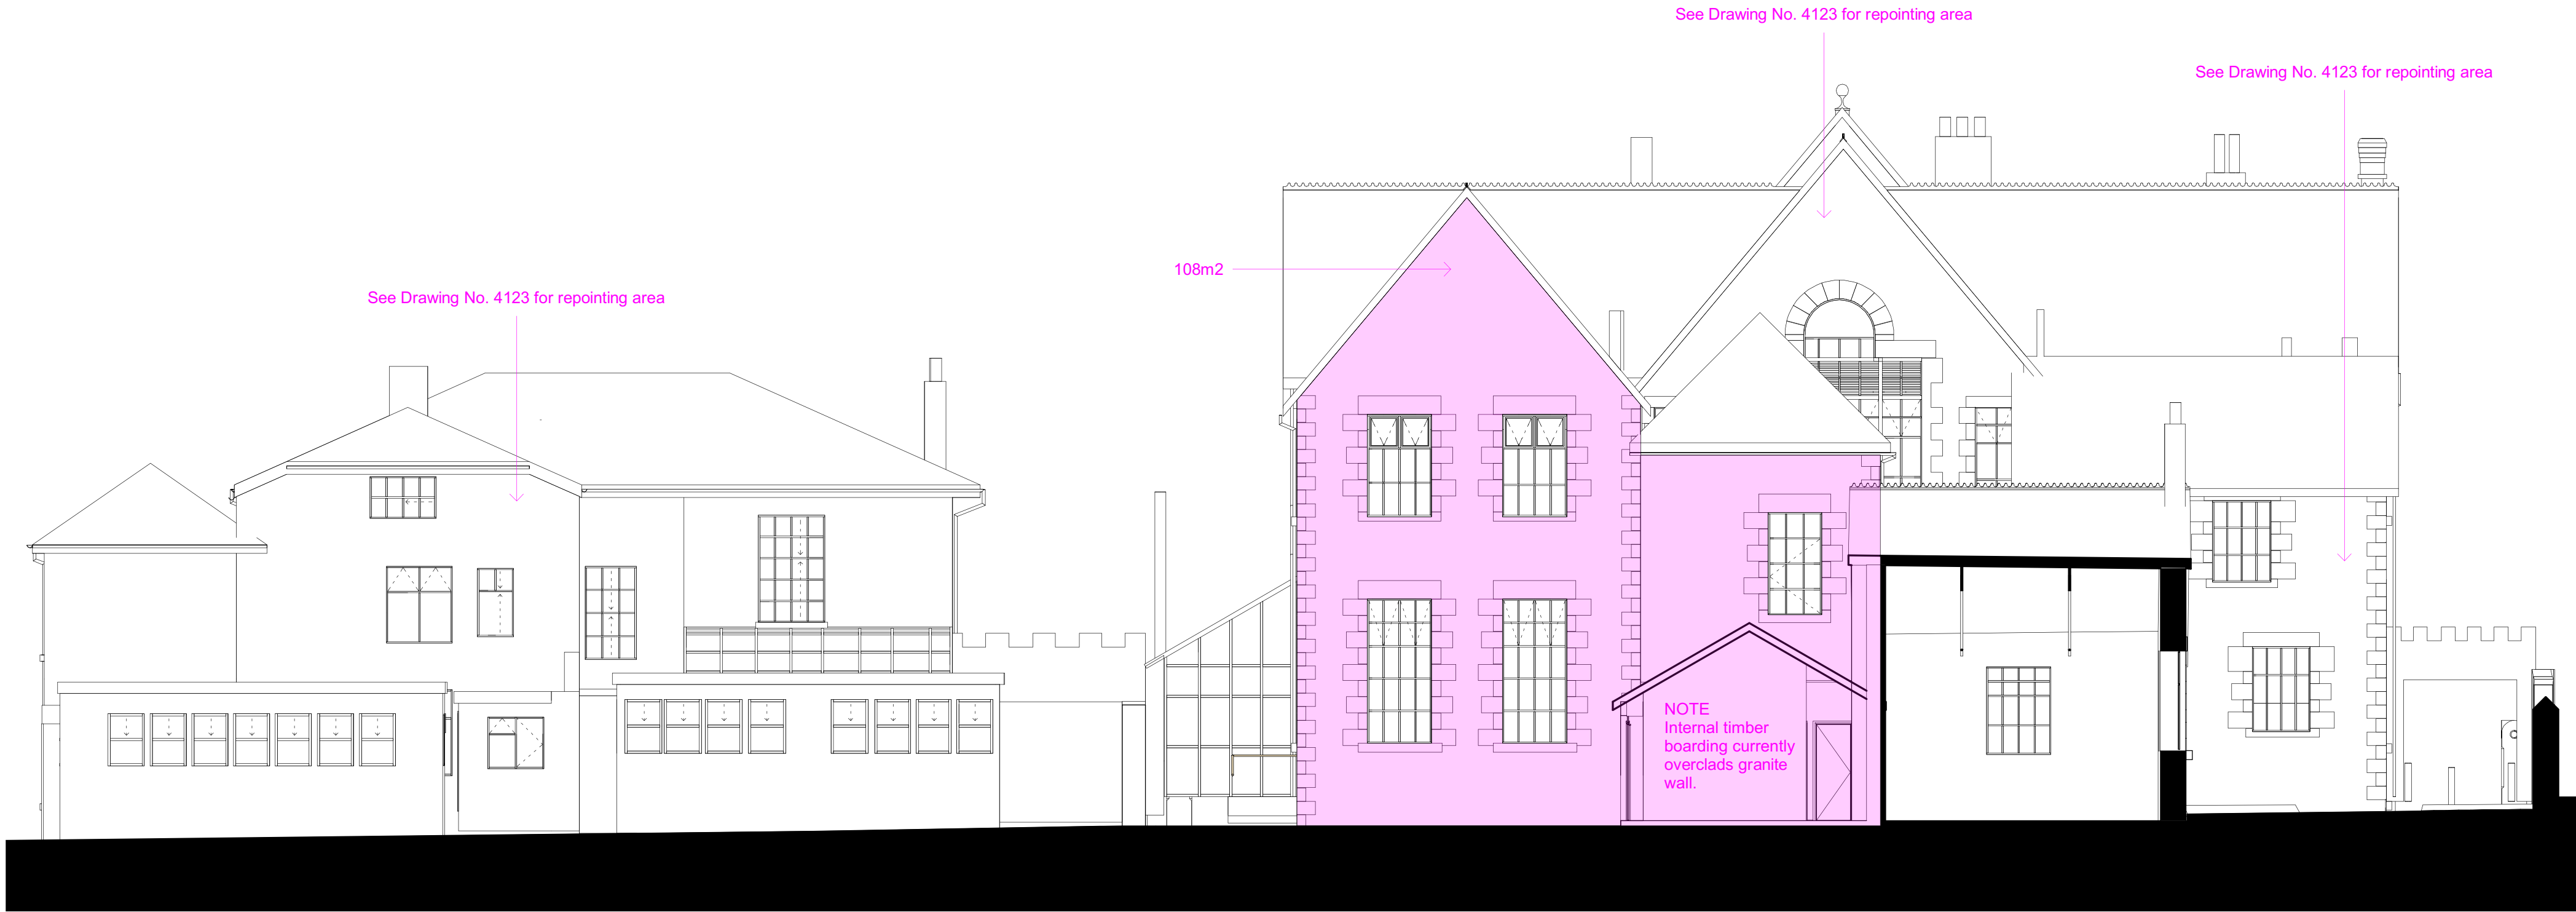 See Drawing No. 4123 for repointing area
See Drawing No. 4123 for repointing area
108m2
See Drawing No. 4123 for repointing area
NOTE
Internal timber
boarding currently
overclads granite
wall.